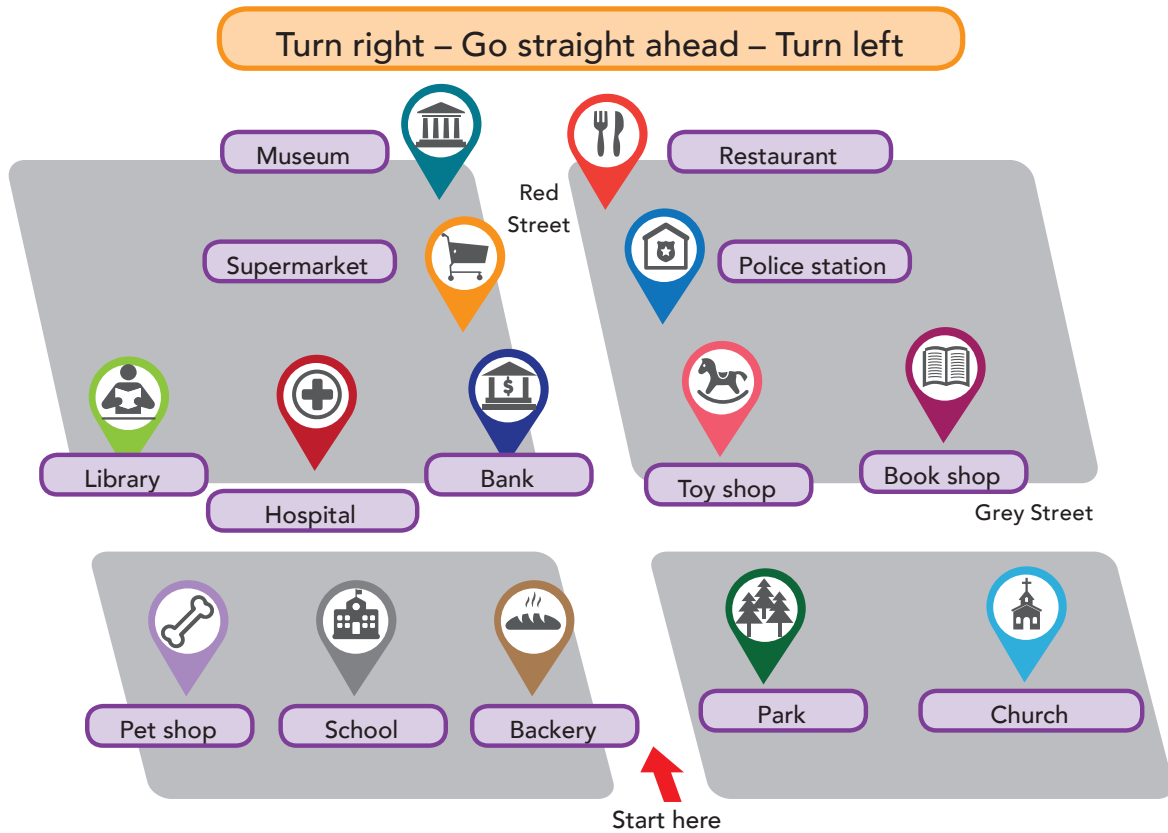 Turn right – Go straight ahead – Turn left
Museum
Restaurant
Red
Street
Supermarket
Police station
$
Library
Hospital
Bank
Toy shop
Book shop
Grey Street
Pet shop
School
Backery
Park
Church
Start here